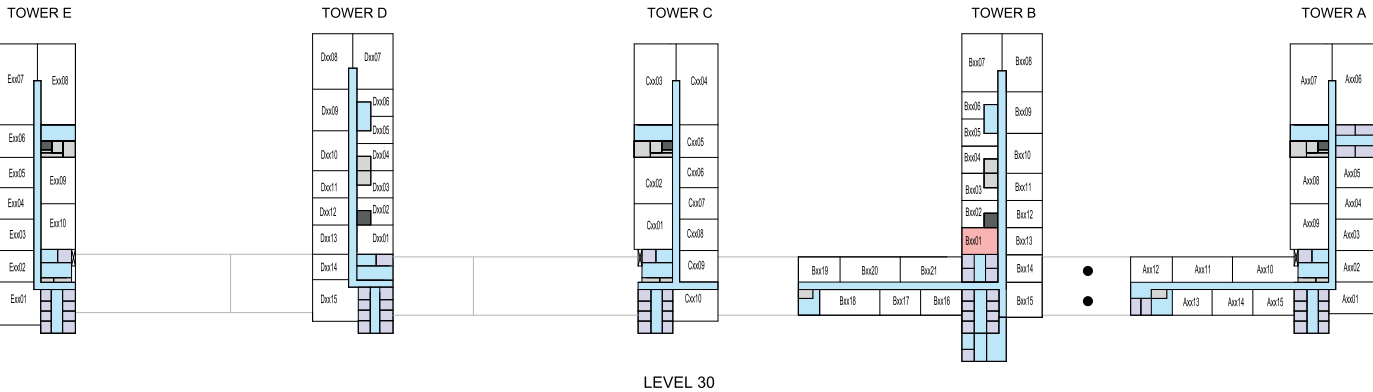 TOWER E
TOWER D
TOWER C
TOWER B
TOWER A
Exx07
Exx08
Exx06
Exx05
Exx09
Exx04
Exx10
Exx03
Exx02
Exx01
Dxx08
Dxx07
Dxx06
Dxx09
Dxx05
Dxx10
Dxx04
Dxx11
Dxx03
Dxx12
Dxx02
Dxx13
Dxx01
Dxx14
Dxx15
Cxx03
Cxx04
Cxx05
Cxx06
Cxx02
Cxx07
Cxx01
Cxx08
Cxx09
Cxx10
Bxx07
Bxx08
Bxx06
Bxx09
Bxx05
Bxx04
Bxx10
Bxx03
Bxx11
Bxx02
Bxx12
Bxx01
Bxx13
Bxx19
Bxx20
Bxx21
Bxx14
Bxx18
Bxx17
Bxx16
Bxx15
Axx07
Axx06
Axx08
Axx05
Axx04
Axx09
Axx03
Axx12
Axx11
Axx10
Axx02
Axx13
Axx14
Axx15
Axx01
LEVEL 30